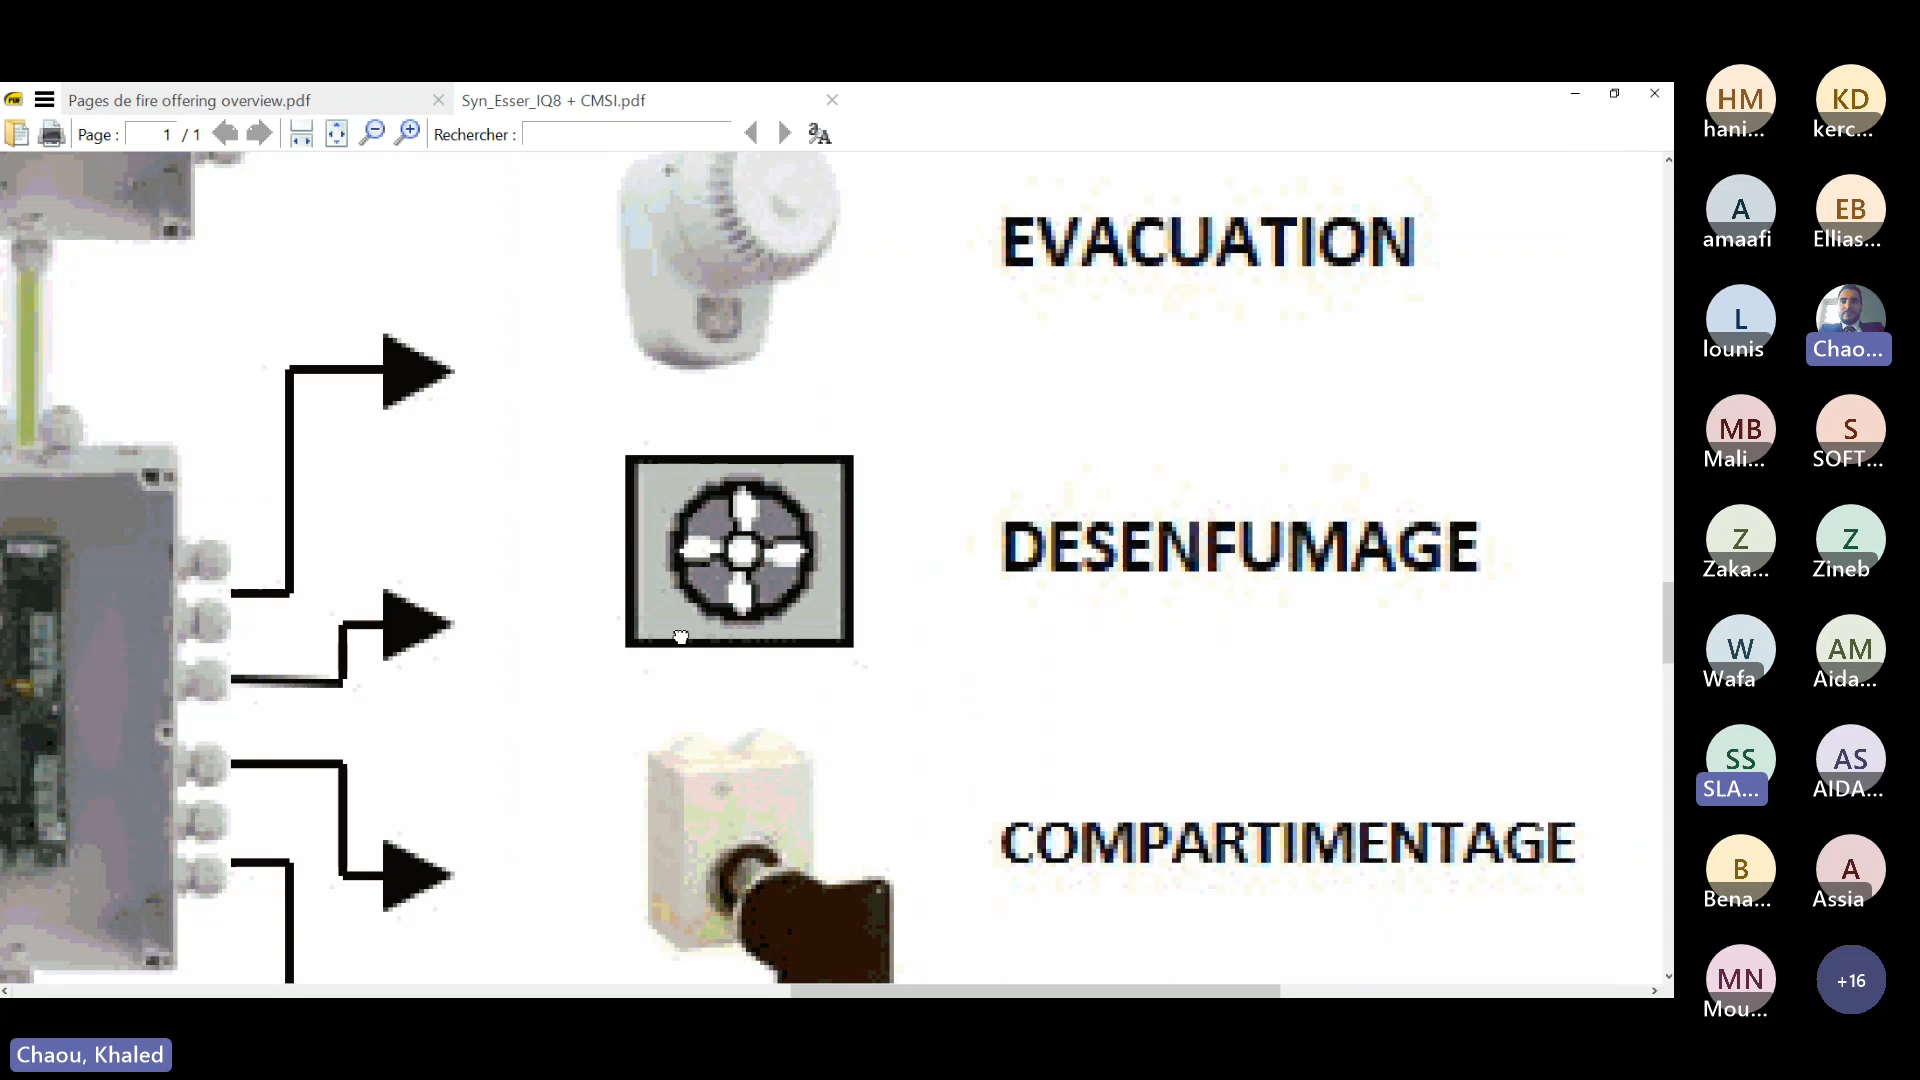 Pages de fire offering overview.pdf
Syn_Esser_IQ8 + CMSI.pdf
Page : 1 / 1
Rechercher :
EVACUATION
DESENFUMAGE
COMPARTIMENTAGE
HM
hani...
KD
kerc...
A
amaafi
EB
Ellias...
L
lounis
Chao...
MB
Mali...
S
SOFT...
Z
Zaka...
Z
Zineb
W
Wafa
AM
Aida...
SS
SLA...
AS
AIDA...
B
Bena...
A
Assia
MN
Mou...
+16
Chaou, Khaled